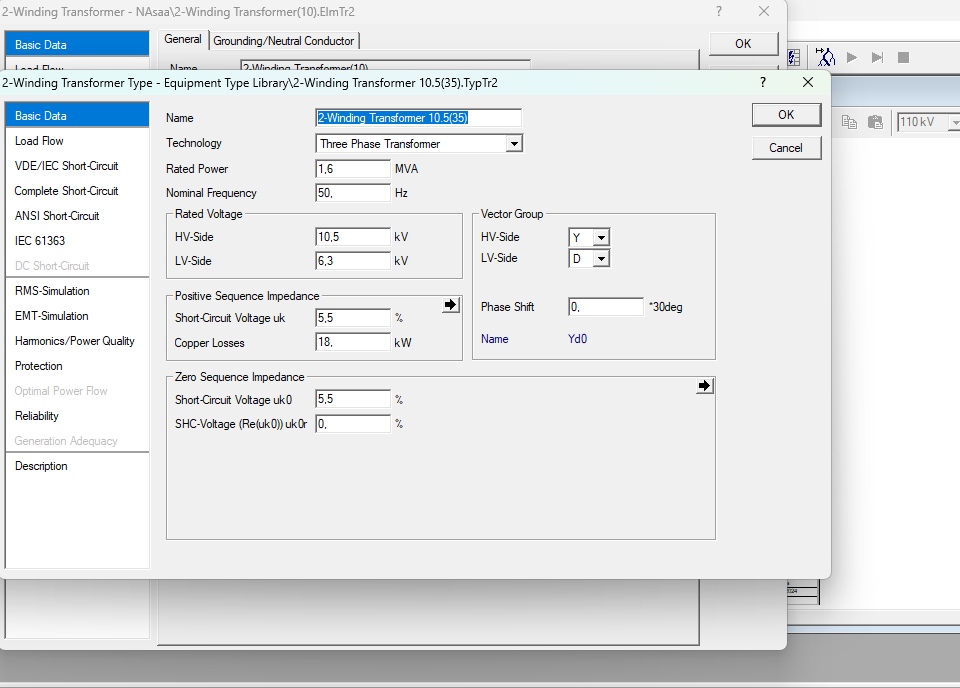 2-Winding Transformer - NAsaa\2-Winding Transformer(10).ElmTr2
?
Basic Data
General
Grounding/Neutral Conductor
OK
Load Flow
Name
2-Winding Transformer(10)
2-Winding Transformer Type - Equipment Type Library\2-Winding Transformer 10.5(35).TypTr2
?
Basic Data
Load Flow
VDE/IEC Short-Circuit
Complete Short-Circuit
ANSI Short-Circuit
IEC 61363
DC Short-Circuit
RMS-Simulation
EMT-Simulation
Harmonics/Power Quality
Protection
Optimal Power Flow
Reliability
Generation Adequacy
Description
Name
2-Winding Transformer 10.5(35)
Technology
Three Phase Transformer
Rated Power
1,6
MVA
Nominal Frequency
50,
Hz
Rated Voltage
HV-Side
10,5
kV
LV-Side
6,3
kV
Positive Sequence Impedance
Short-Circuit Voltage uk
5,5
%
Copper Losses
18,
kW
Vector Group
HV-Side
Y
LV-Side
D
Phase Shift
0,
*30deg
Name
Yd0
Zero Sequence Impedance
Short-Circuit Voltage uk0
5,5
%
SHC-Voltage (Re(uk0)) uk0r
0,
%
OK
Cancel
110 kV